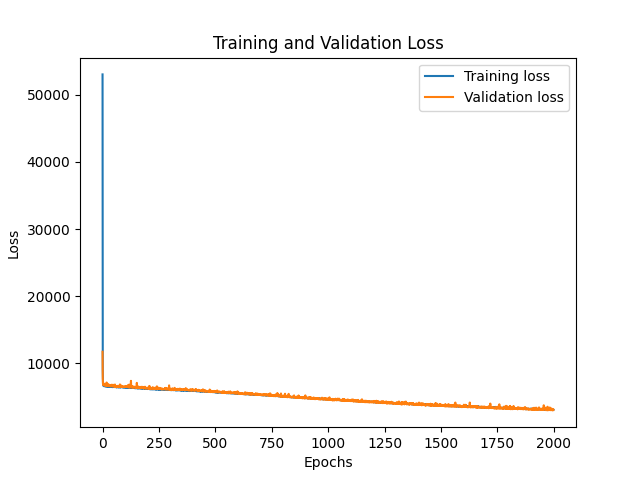 Training and Validation Loss
Training loss
Validation loss
Loss
50000
40000
30000
20000
10000
0 250 500 750 1000 1250 1500 1750 2000
Epochs